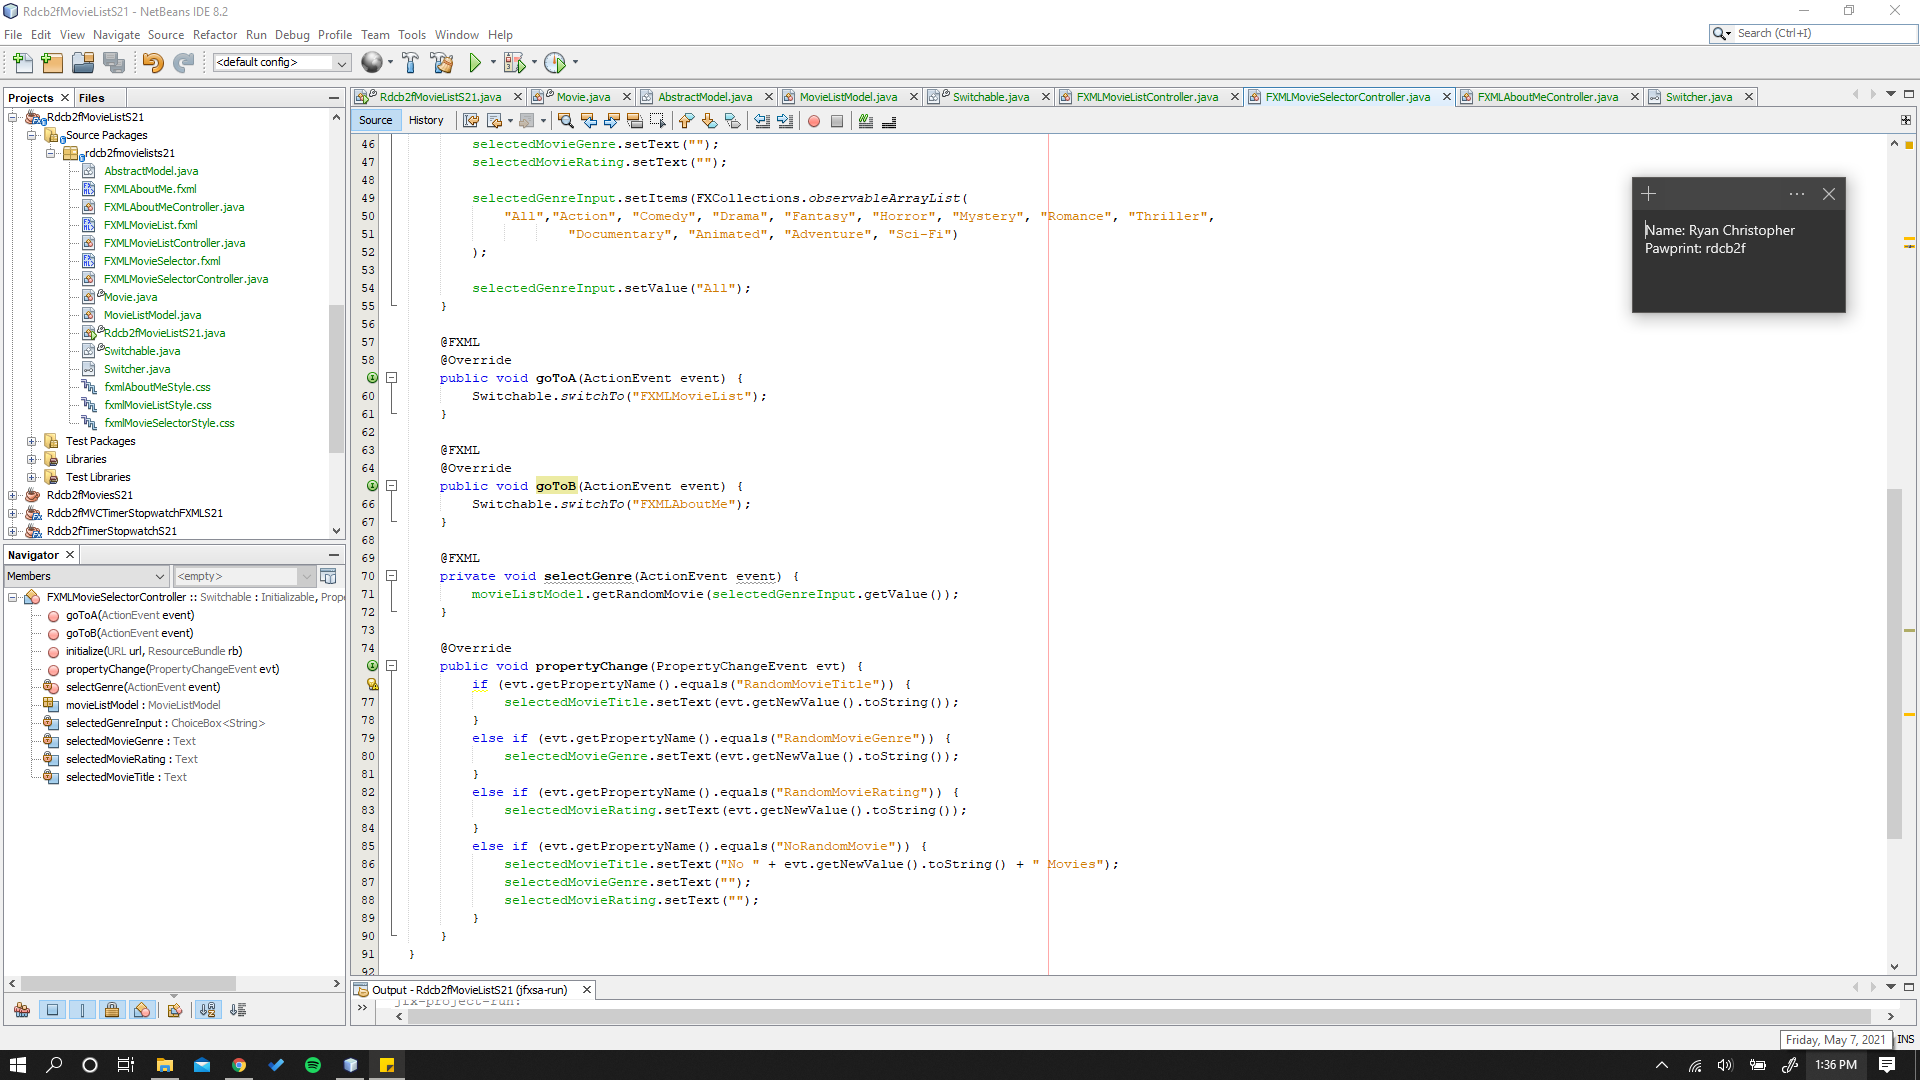 Rdcb2fMovieListS21 - NetBeans IDE 8.2
File Edit View Navigate Source Refactor Run Debug Profile Team Tools Window Help
Search (Ctrl+I)
<default config>
Projects Files
Rdcb2fMovieListS21.java Movie.java AbstractModel.java MovieListModel.java Switchable.java FXMLMovieListController.java FXMLMovieSelectorController.java FXMLAboutMeController.java Switcher.java
Source History
Rdcb2fMovieListS21
Source Packages
rdcb2fmovielists21
AbstractModel.java
FXMLAboutMe.fxml
FXMLAboutMeController.java
FXMLMovieList.fxml
FXMLMovieListController.java
FXMLMovieSelector.fxml
FXMLMovieSelectorController.java
Movie.java
MovieListModel.java
Rdcb2fMovieListS21.java
Switchable.java
Switcher.java
fxmlAboutMeStyle.css
fxmlMovieListStyle.css
fxmlMovieSelectorStyle.css
Test Packages
Libraries
Test Libraries
Rdcb2fMoviesS21
Rdcb2fMVCTimerStopwatchFXMLS21
Rdcb2fTimerStopwatchS21
Navigator
Members <empty>
FXMLMovieSelectorController :: Switchable : Initializable, Prope
goToA(ActionEvent event)
goToB(ActionEvent event)
initialize(URL url, ResourceBundle rb)
propertyChange(PropertyChangeEvent evt)
selectGenre(ActionEvent event)
movieListModel : MovieListModel
selectedGenreInput : ChoiceBox<String>
selectedMovieGenre : Text
selectedMovieRating : Text
selectedMovieTitle : Text
46 selectedMovieGenre.setText("");
47 selectedMovieRating.setText("");
48
49 selectedGenreInput.setItems(FXCollections.observableArrayList(
50 "All","Action", "Comedy", "Drama", "Fantasy", "Horror", "Mystery", "Romance", "Thriller",
51 "Documentary", "Animated", "Adventure", "Sci-Fi")
52 );
53
54 selectedGenreInput.setValue("All");
55 }
56
57 @FXML
58 @Override
public void goToA(ActionEvent event) {
60 Switchable.switchTo("FXMLMovieList");
61 }
62
63 @FXML
64 @Override
public void goToB(ActionEvent event) {
66 Switchable.switchTo("FXMLAboutMe");
67 }
68
69 @FXML
70 private void selectGenre(ActionEvent event) {
71 movieListModel.getRandomMovie(selectedGenreInput.getValue());
72 }
73
74 @Override
public void propertyChange(PropertyChangeEvent evt) {
if (evt.getPropertyName().equals("RandomMovieTitle")) {
77 selectedMovieTitle.setText(evt.getNewValue().toString());
78 }
79 else if (evt.getPropertyName().equals("RandomMovieGenre")) {
80 selectedMovieGenre.setText(evt.getNewValue().toString());
81 }
82 else if (evt.getPropertyName().equals("RandomMovieRating")) {
83 selectedMovieRating.setText(evt.getNewValue().toString());
84 }
85 else if (evt.getPropertyName().equals("NoRandomMovie")) {
86 selectedMovieTitle.setText("No " + evt.getNewValue().toString() + " Movies");
87 selectedMovieGenre.setText("");
88 selectedMovieRating.setText("");
89 }
90 }
91 }
92
Name: Ryan Christopher
Pawprint: rdcb2f
Output - Rdcb2fMovieListS21 (jfxsa-run)
jfx-project-run:
Friday, May 7, 2021
INS
1:36 PM